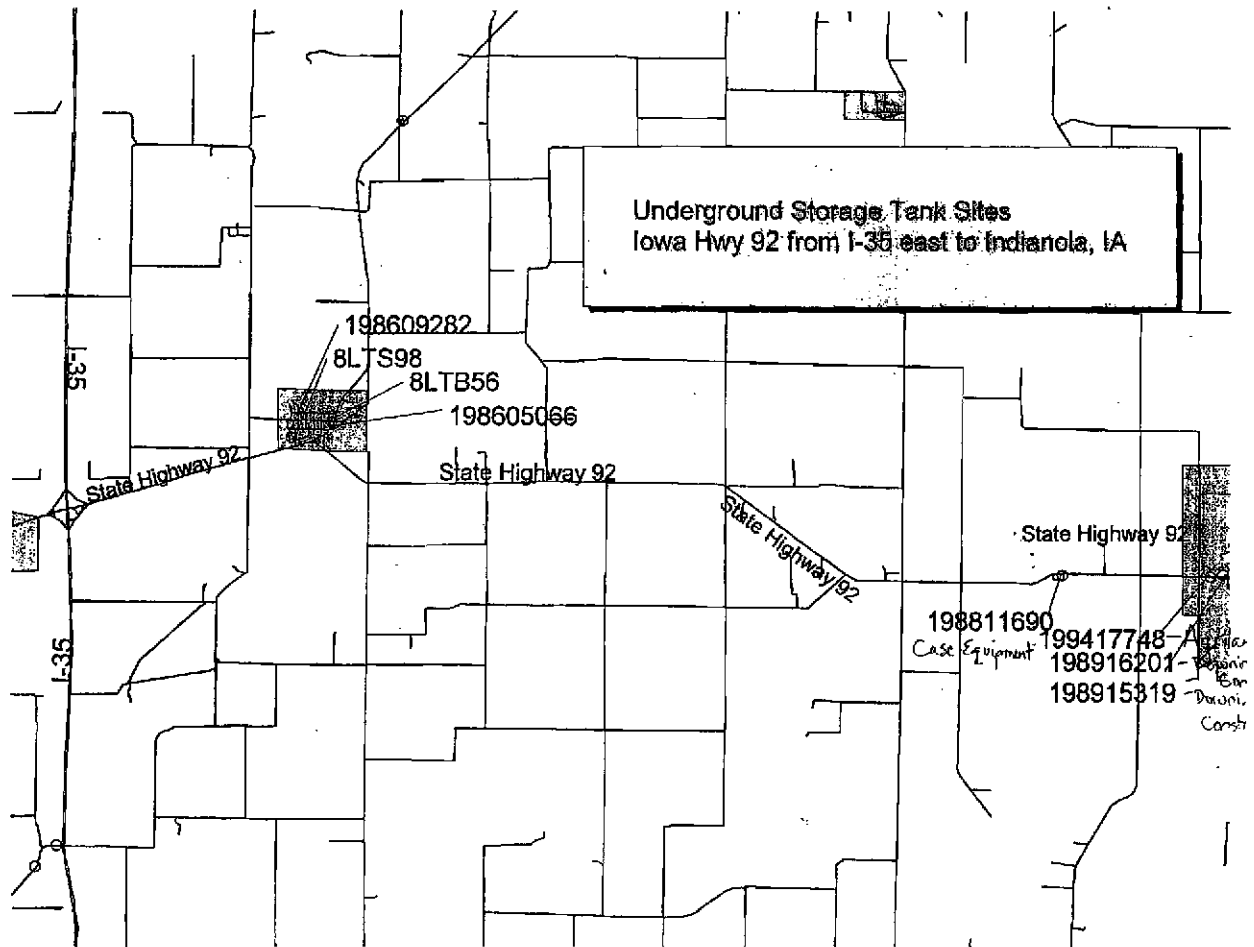 Underground Storage Tank Sites
Iowa Hwy 92 from I-35 east to Indianola, IA
198609282
I-35
8LTS98
8LTB56
198605066
State Highway 92
State Highway 92
State Highway 92
State Highway 92
198811690
Case Equipment
199417748
198916201
198915319
I-35